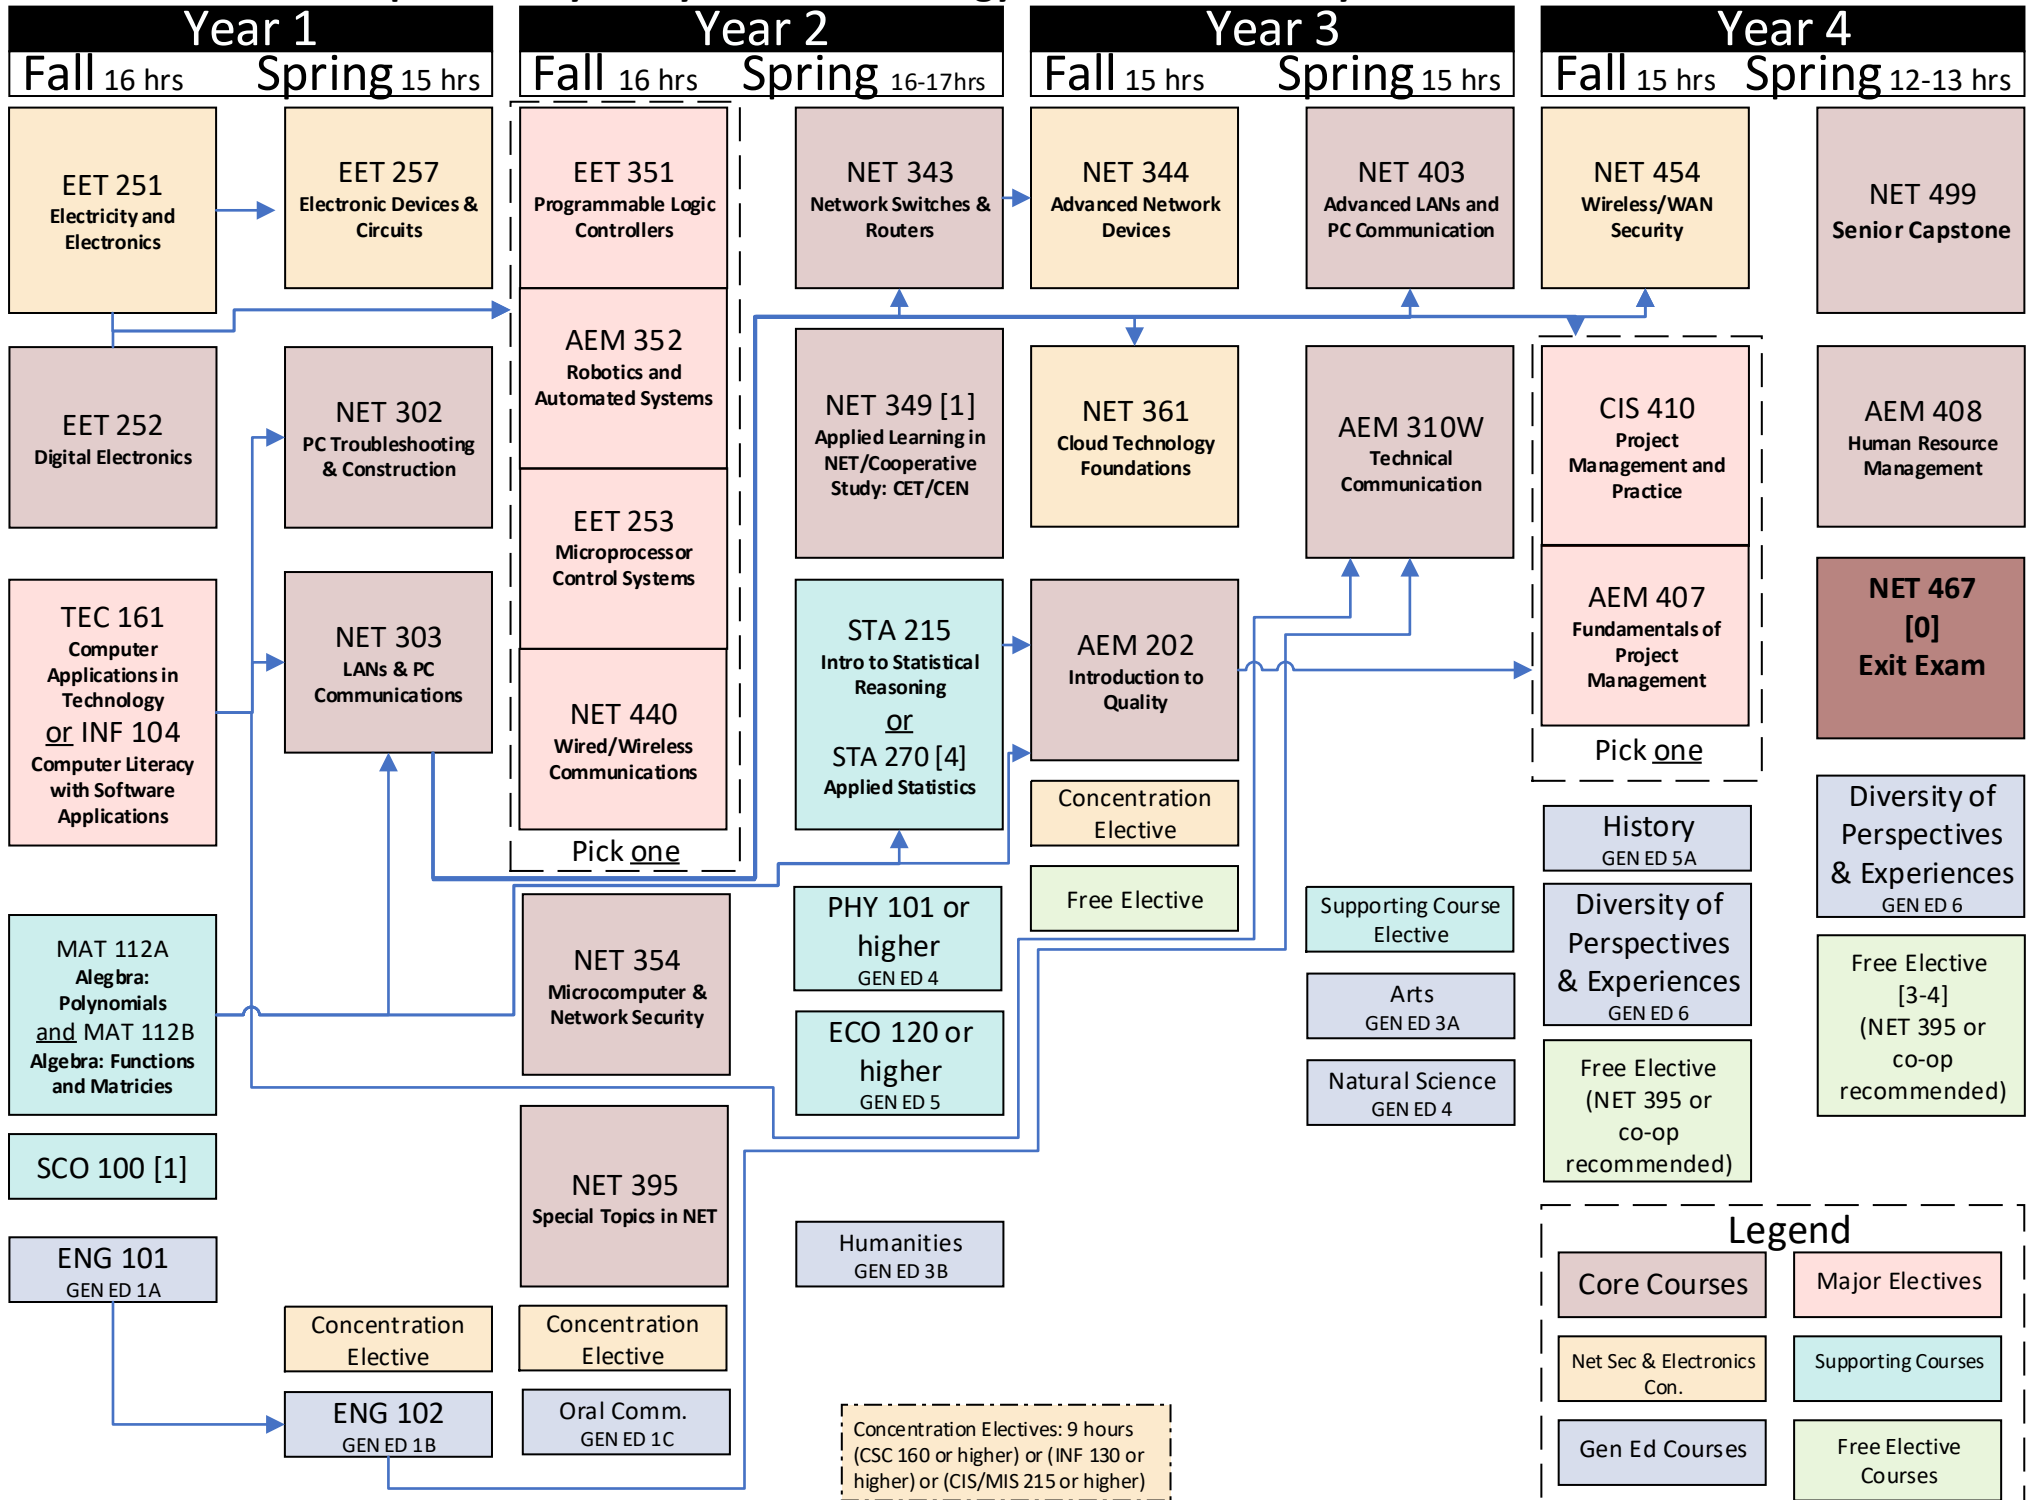 Year 1
Year 2
Year 3
Year 4
Fall 16 hrs
Spring 15 hrs
Fall 16 hrs
Spring 16-17hrs
Fall 15 hrs
Spring 15 hrs
Fall 15 hrs
Spring 12-13 hrs
EET 251
Electricity and
Electronics
EET 252
Digital Electronics
TEC 161
Computer
Applications in
Technology
or INF 104
Computer Literacy
with Software
Applications
MAT 112A
Alegbra:
Polynomials
and MAT 112B
Algebra: Functions
and Matricies
SCO 100 [1]
ENG 101
GEN ED 1A
EET 257
Electronic Devices &
Circuits
NET 302
PC Troubleshooting
& Construction
NET 303
LANs & PC
Communications
Concentration
Elective
ENG 102
GEN ED 1B
EET 351
Programmable Logic
Controllers
AEM 352
Robotics and
Automated Systems
EET 253
Microprocessor
Control Systems
NET 440
Wired/Wireless
Communications
Pick one
NET 354
Microcomputer &
Network Security
NET 395
Special Topics in NET
Concentration
Elective
Oral Comm.
GEN ED 1C
NET 343
Network Switches &
Routers
NET 349 [1]
Applied Learning in
NET/Cooperative
Study: CET/CEN
STA 215
Intro to Statistical
Reasoning
or
STA 270 [4]
Applied Statistics
PHY 101 or
higher
GEN ED 4
ECO 120 or
higher
GEN ED 5
Humanities
GEN ED 3B
Concentration Electives: 9 hours
(CSC 160 or higher) or (INF 130 or
higher) or (CIS/MIS 215 or higher)
NET 344
Advanced Network
Devices
NET 361
Cloud Technology
Foundations
AEM 202
Introduction to
Quality
Concentration
Elective
Free Elective
NET 403
Advanced LANs and
PC Communication
AEM 310W
Technical
Communication
Supporting Course
Elective
Arts
GEN ED 3A
Natural Science
GEN ED 4
NET 454
Wireless/WAN
Security
CIS 410
Project
Management and
Practice
AEM 407
Fundamentals of
Project
Management
Pick one
History
GEN ED 5A
Diversity of
Perspectives
& Experiences
GEN ED 6
Free Elective
(NET 395 or
co-op
recommended)
NET 499
Senior Capstone
AEM 408
Human Resource
Management
NET 467
[0]
Exit Exam
Diversity of
Perspectives
& Experiences
GEN ED 6
Free Elective
[3-4]
(NET 395 or
co-op
recommended)
Legend
Core Courses
Major Electives
Net Sec & Electronics
Con.
Supporting Courses
Gen Ed Courses
Free Elective
Courses